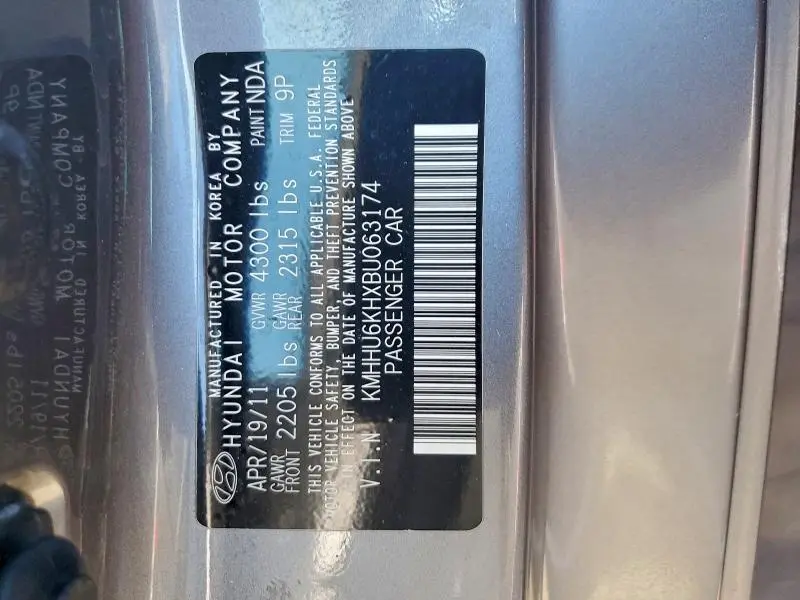 MANUFACTURED IN KOREA BY
HYUNDAI MOTOR COMPANY
APR/19/11 GVWR 4300 lbs PAINT NDA
GAWR FRONT 2205 lbs GAWR REAR 2315 lbs TRIM 9P
THIS VEHICLE CONFORMS TO ALL APPLICABLE U.S.A. FEDERAL
MOTOR VEHICLE SAFETY, BUMPER, AND THEFT PREVENTION STANDARDS
IN EFFECT ON THE DATE OF MANUFACTURE SHOWN ABOVE
V.I.N KMHHU6KHXBU063174
PASSENGER CAR